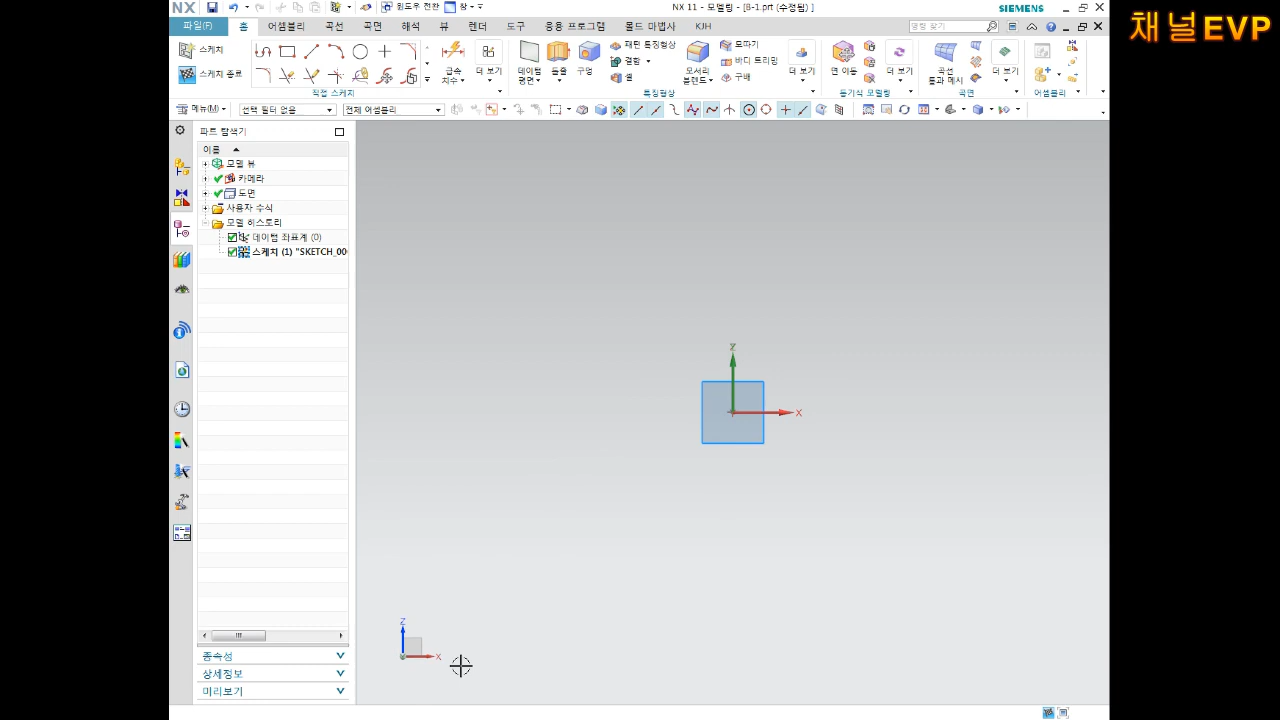 채널EVP
NX
윈도우 전환
창
NX 11 - 모델링 - [8-1.prt (수정됨) ]
SIEMENS
파일(F)
홈
어셈블리
곡선
곡면
해석
뷰
렌더
도구
응용 프로그램
몰드 마법사
KJH
명령 찾기
스케치
스케치 종료
급속 치수
더 보기
직접 스케치
데이텀 평면
돌출
구멍
패턴 특징형상
결합
셸
모서리 블렌드
모따기
바디 트리밍
구배
더 보기
특징형상
면 이동
더 보기
동기식 모델링
곡선 통과 메시
더 보기
곡면
어셈블리
메뉴(M)
선택 필터 없음
전체 어셈블리
파트 탐색기
이름
모델 뷰
카메라
도면
사용자 수식
모델 히스토리
데이텀 좌표계 (0)
스케치 (1) "SKETCH_00
종속성
상세정보
미리보기
Z
X
Z
X